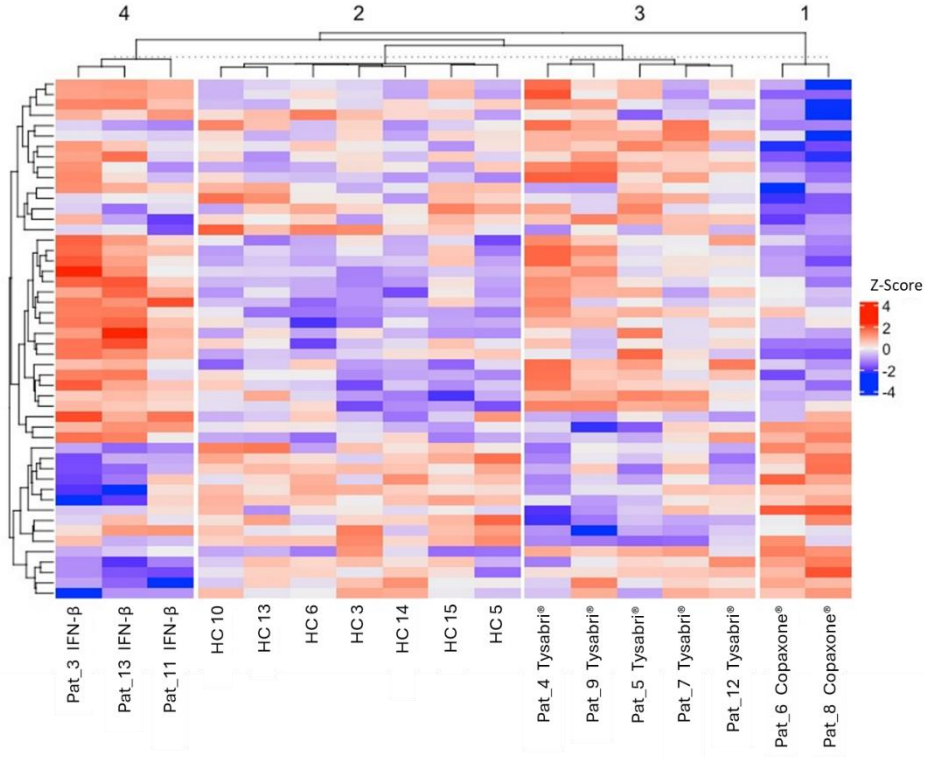 4 2 3 1
Z-Score
4
2
0
-2
-4
Pat_3 IFN-β
Pat_13 IFN-β
Pat_11 IFN-β
HC 10
HC 13
HC 6
HC 3
HC 14
HC 15
HC 5
Pat_4 Tysabri®
Pat_9 Tysabri®
Pat_5 Tysabri®
Pat_7 Tysabri®
Pat_12 Tysabri®
Pat_6 Copaxone®
Pat_8 Copaxone®